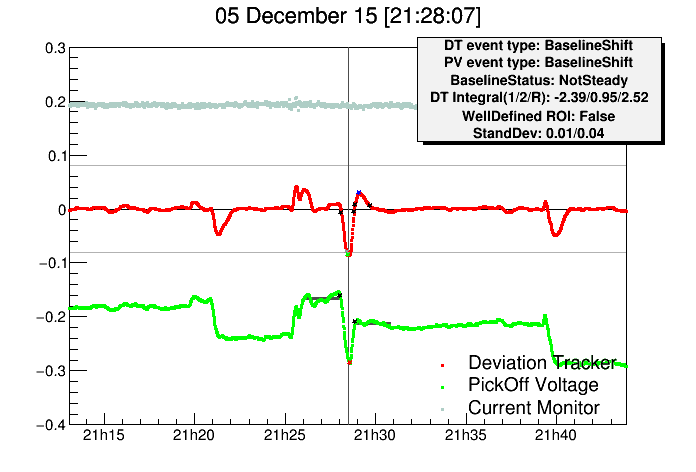 05 December 15 [21:28:07]
DT event type: BaselineShift
PV event type: BaselineShift
BaselineStatus: NotSteady
DT Integral(1/2/R): -2.39/0.95/2.52
WellDefined ROI: False
StandDev: 0.01/0.04
0.3
0.2
0.1
0
−0.1
−0.2
−0.3
−0.4
Deviation Tracker
PickOff Voltage
Current Monitor
21h15
21h20
21h25
21h30
21h35
21h40